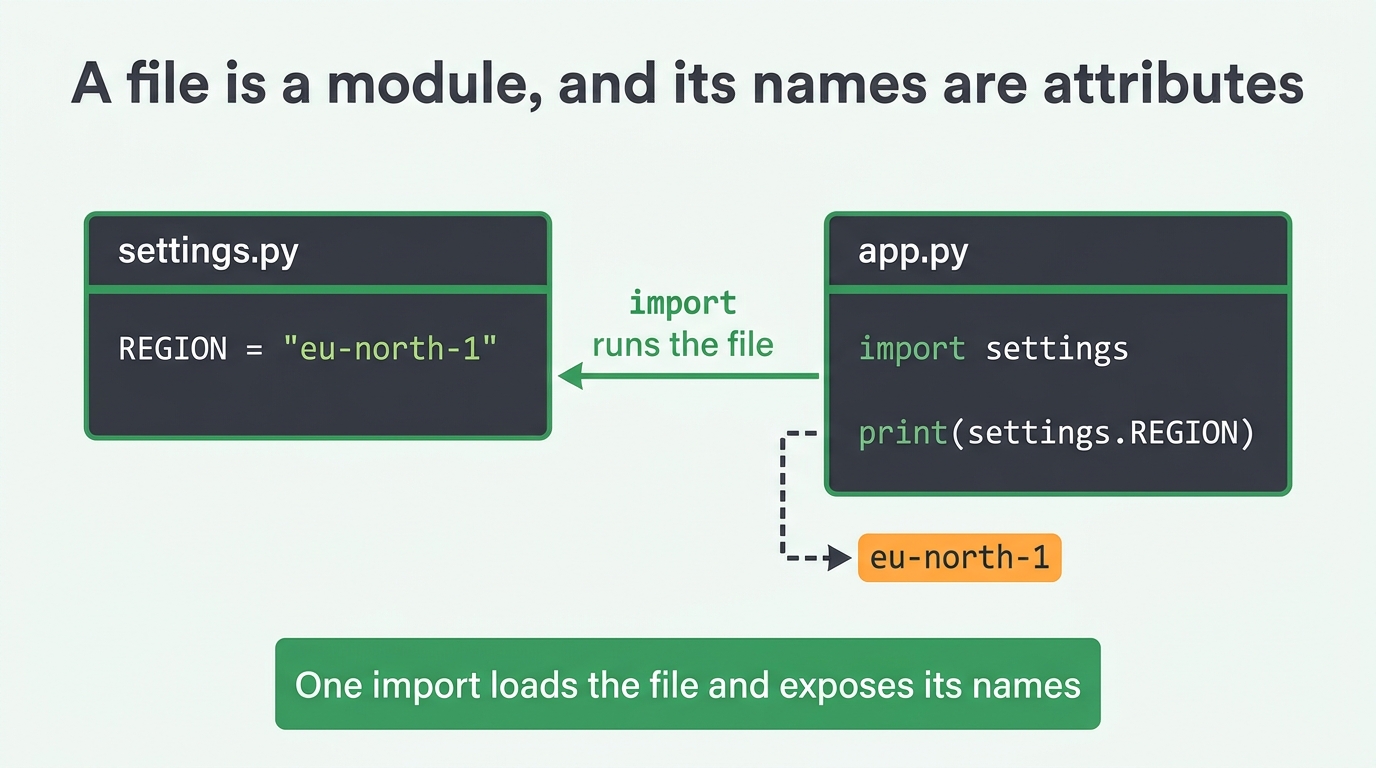 A file is a module, and its names are attributes
settings.py
REGION = "eu-north-1"
import
runs the file
app.py
import settings
print(settings.REGION)
eu-north-1
One import loads the file and exposes its names